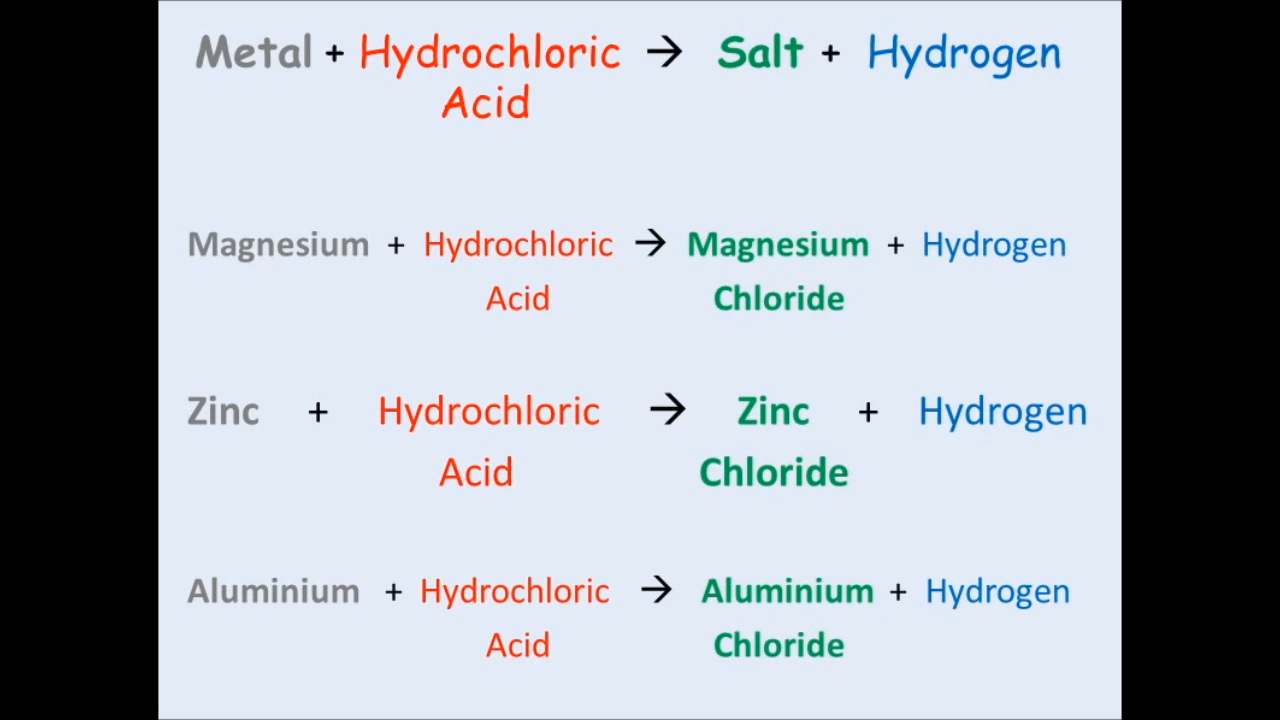 Metal + Hydrochloric → Salt + Hydrogen
Acid
Magnesium + Hydrochloric → Magnesium + Hydrogen
Acid Chloride
Zinc + Hydrochloric → Zinc + Hydrogen
Acid Chloride
Aluminium + Hydrochloric → Aluminium + Hydrogen
Acid Chloride